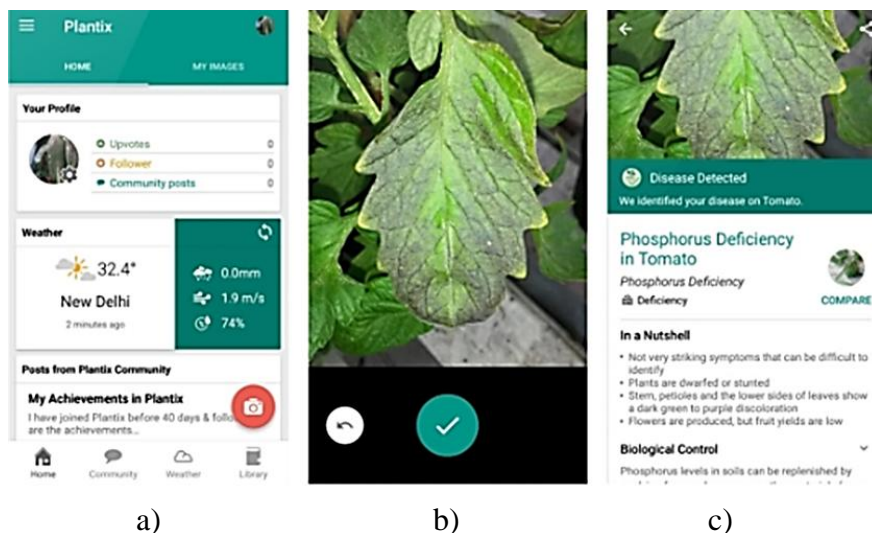 Plantix
HOME
MY IMAGES
Your Profile
Upvotes 0
Follower 0
Community posts 0
Weather
32.4°
New Delhi
2 minutes ago
0.0mm
1.9 m/s
74%
Posts from Plantix Community
My Achievements in Plantix
I have joined Plantix before 40 days &
are the achievements...
Home
Community
Weather
Library
Disease Detected
We identified your disease on Tomato.
Phosphorus Deficiency
in Tomato
Phosphorus Deficiency
Deficiency
COMPARE
In a Nutshell
• Not very striking symptoms that can be difficult to
identify
• Plants are dwarfed or stunted
• Stem, petioles and the lower sides of leaves show
a dark green to purple discoloration
• Flowers are produced, but fruit yields are low
Biological Control
Phosphorus levels in soils can be replenished by
a)
b)
c)